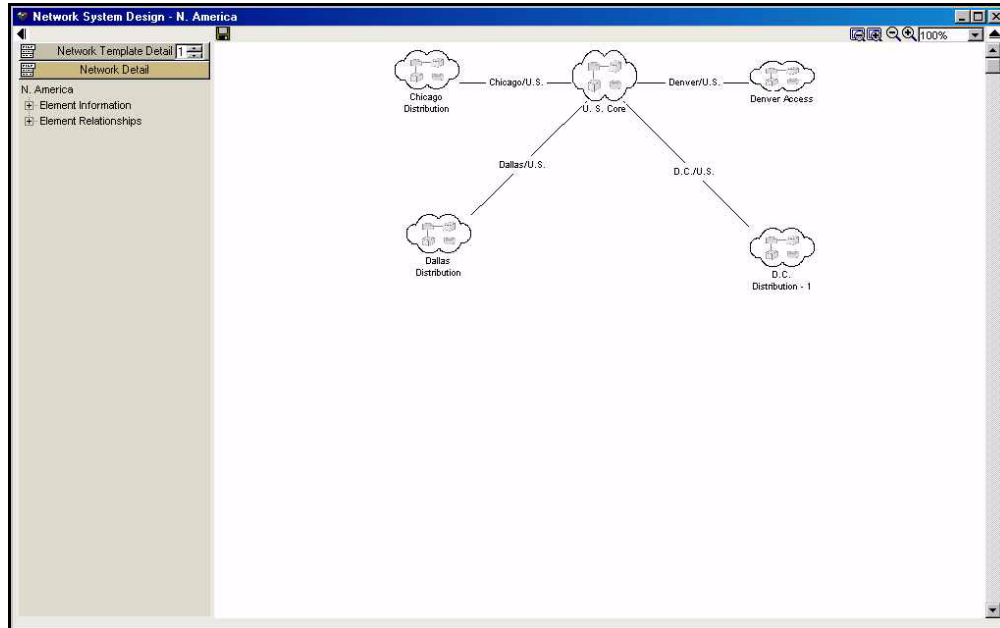 Network System Design - N. America
100%
Network Template Detail 1
Network Detail
N. America
Element Information
Element Relationships
Chicago/U.S.
Denver/U.S.
Chicago
Distribution
U. S. Core
Denver Access
Dallas/U.S.
D.C./U.S.
Dallas
Distribution
D.C.
Distribution - 1